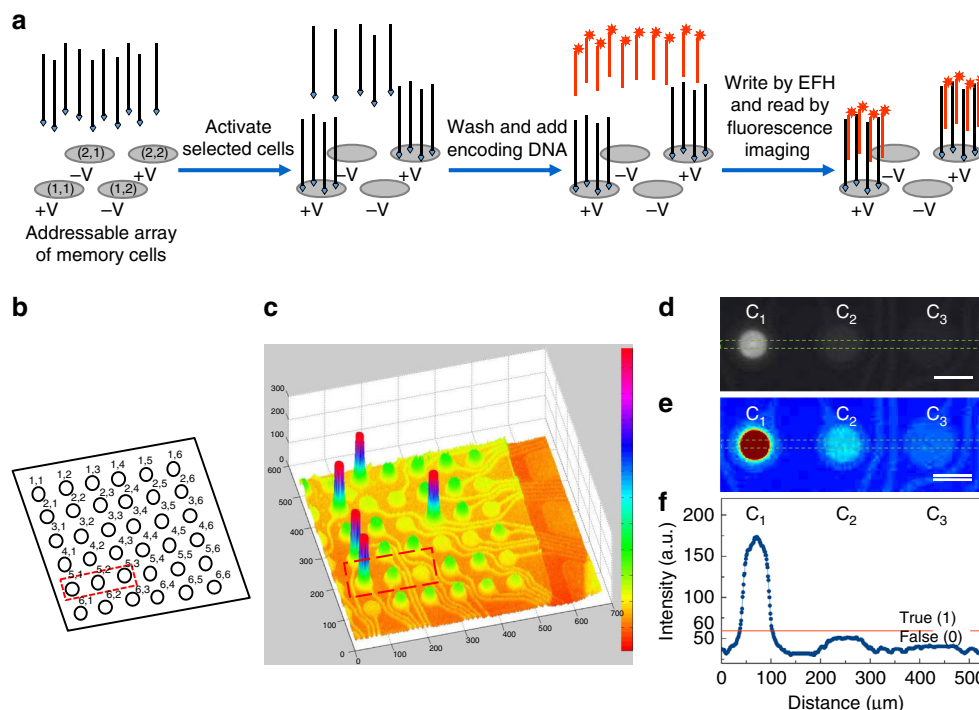 a
Activate
selected cells
Wash and add
encoding DNA
Write by EFH
and read by
fluorescence
imaging
(2,1) (2,2)
−V +V
(1,1) (1,2)
+V −V
Addressable array
of memory cells
−V +V
+V −V
−V +V
+V −V
−V +V
+V −V
b
1,1 1,2 1,3 1,4 1,5 1,6
2,1 2,2 2,3 2,4 2,5 2,6
3,1 3,2 3,3 3,4 3,5 3,6
4,1 4,2 4,3 4,4 4,5 4,6
5,1 5,2 5,3 5,4 5,5 5,6
6,1 6,2 6,3 6,4 6,5 6,6
c
300
200
100
0
600
500
400
300
200
100
0
0 100 200 300 400 500 600 700
d
C1 C2 C3
e
C1 C2 C3
f
C1 C2 C3
Intensity (a.u.)
200
150
100
60
50
0
True (1)
False (0)
0 100 200 300 400 500
Distance (μm)